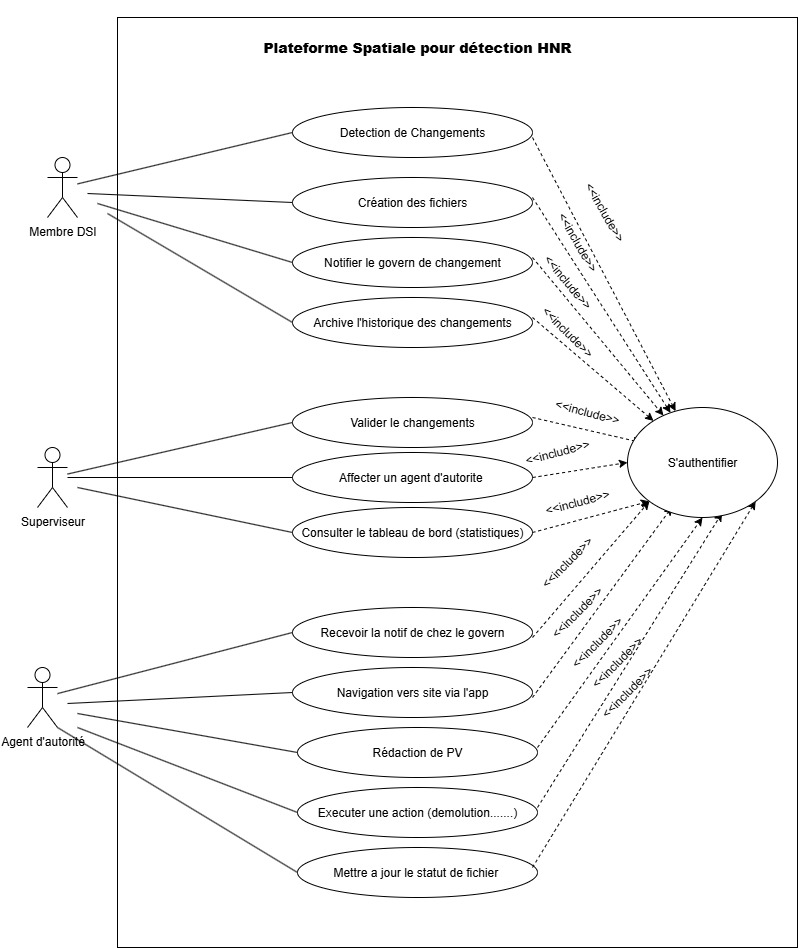 Plateforme Spatiale pour détection HNR
Detection de Changements
<<include>>
Création des fichiers
<<include>>
Membre DSI
Notifier le govern de changement
<<include>>
Archive l'historique des changements
<<include>>
Valider le changements
<<include>>
Affecter un agent d'autorite
<<include>>
S'authentifier
Superviseur
Consulter le tableau de bord (statistiques)
<<include>>
Recevoir la notif de chez le govern
<<include>>
Navigation vers site via l'app
<<include>>
Agent d'autorité
Rédaction de PV
<<include>>
Executer une action (demolution.......)
<<include>>
Mettre a jour le statut de fichier
<<include>>